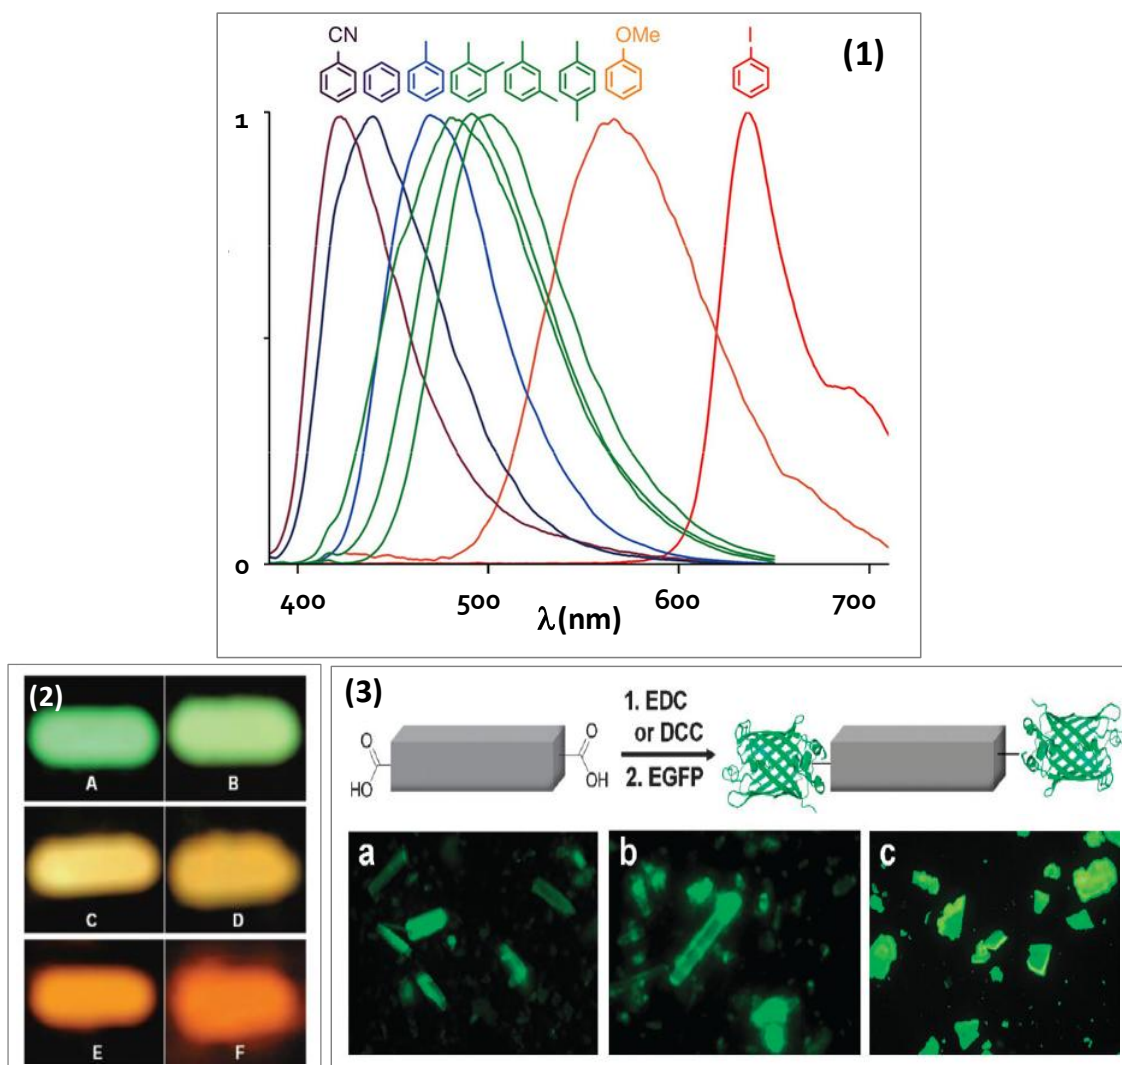 (1)
CN
OMe
I
1
0
400
500
600
700
λ(nm)
(2)
A
B
C
D
E
F
(3)
O
HO
O
OH
1. EDC
or DCC
2. EGFP
a
b
c